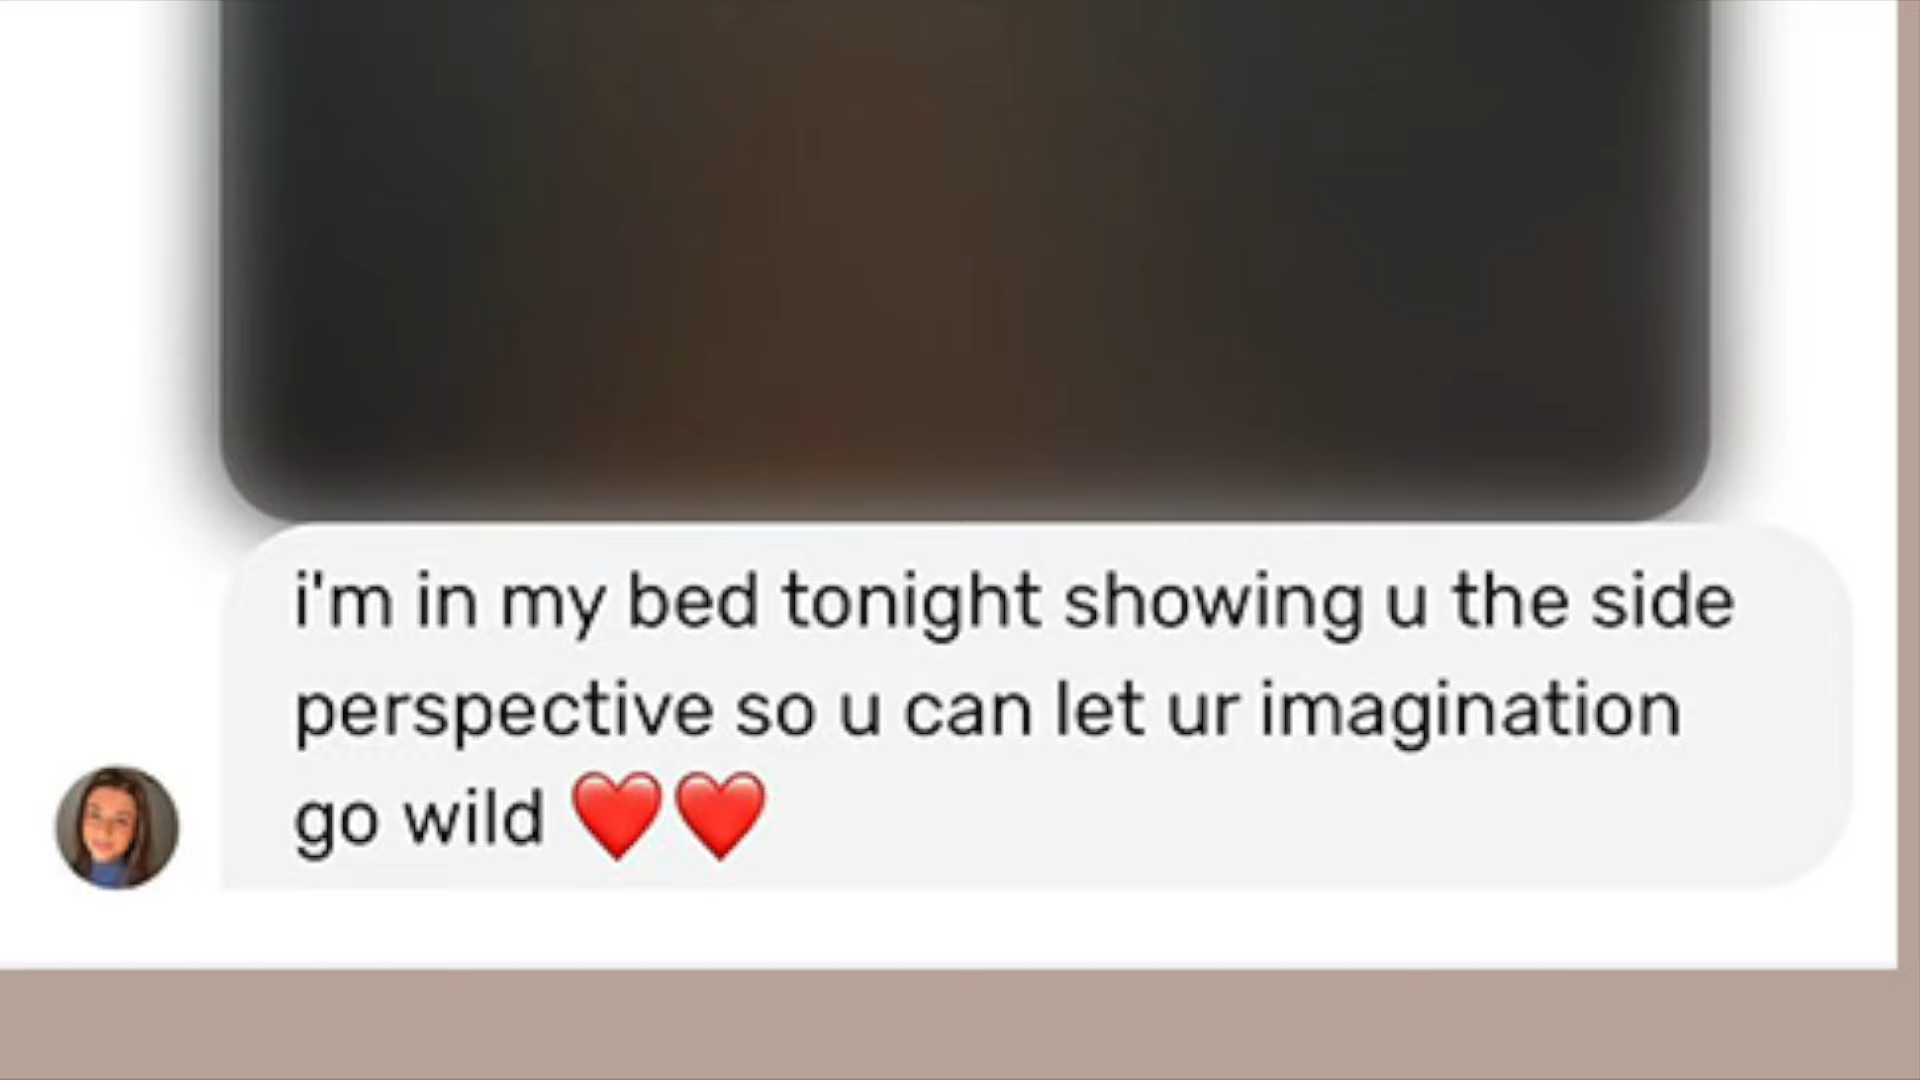 i'm in my bed tonight showing u the side
perspective so u can let ur imagination
go wild ❤️❤️